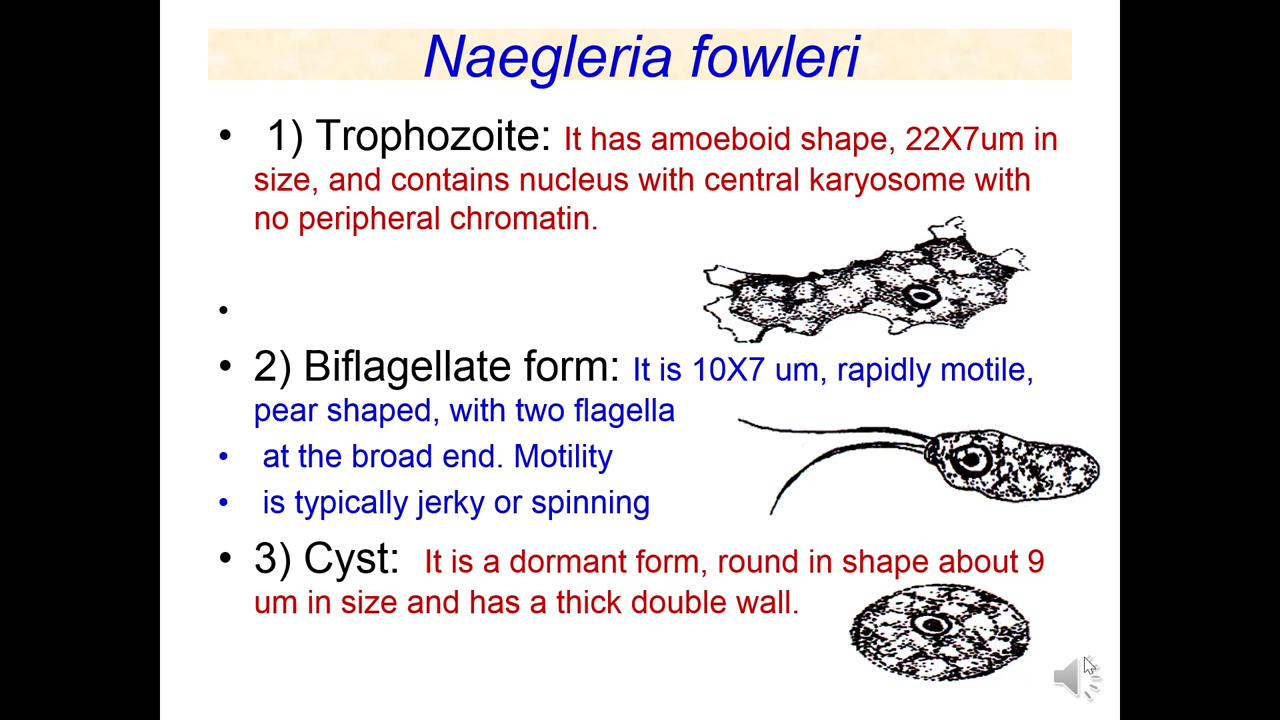 Naegleria fowleri
• 1) Trophozoite: It has amoeboid shape, 22X7um in
size, and contains nucleus with central karyosome with
no peripheral chromatin.
•
• 2) Biflagellate form: It is 10X7 um, rapidly motile,
pear shaped, with two flagella
• at the broad end. Motility
• is typically jerky or spinning
• 3) Cyst: It is a dormant form, round in shape about 9
um in size and has a thick double wall.